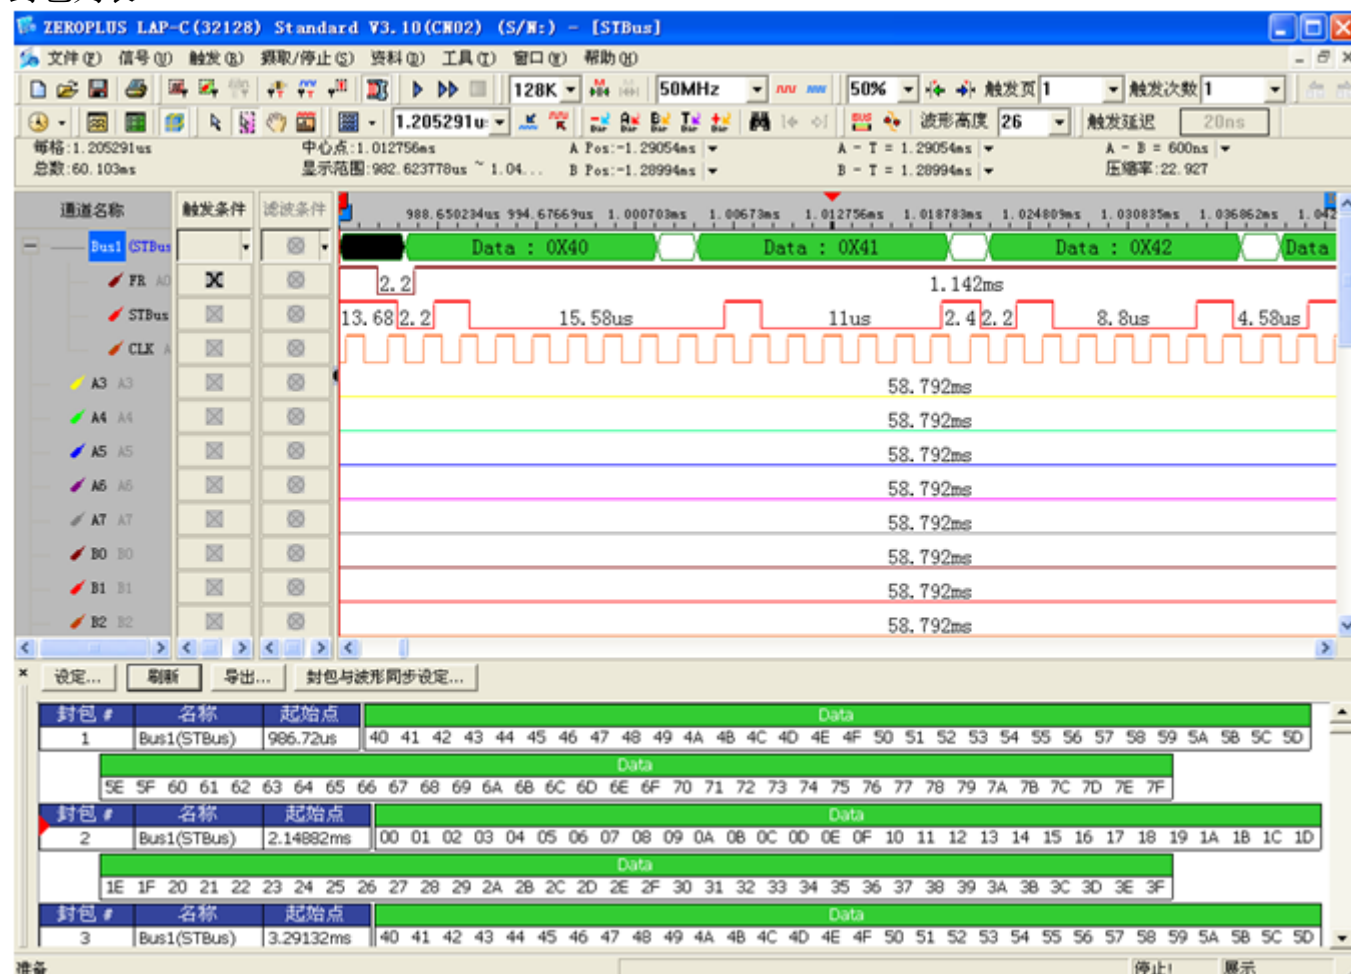 ZEROPLUS LAP-C(32128) Standard V3.10(CN02) (S/N:) - [STBus]
文件(F) 信号(U) 触发(R) 撷取/停止(S) 资料(D) 工具(T) 窗口(W) 帮助(H)
128K 50MHz 50% 触发页 1 触发次数 1
1.205291u: 波形高度 26 触发延迟 20ns
每格:1.205291us 中心点:1.012756ms A Pos:-1.29054ms A - T = 1.29054ms A - B = 600ns
总数:60.103ms 显示范围:982.623778us ~ 1.04... B Pos:-1.28994ms B - T = 1.28994ms 压缩率:22.927
通道名称 触发条件 滤波条件 988.650234us 994.67669us 1.000703ms 1.00673ms 1.012756ms 1.018783ms 1.024809ms 1.030835ms 1.036862ms 1.042
Bus1 (STBus Data : 0X40 Data : 0X41 Data : 0X42 Data
FR A0 2.2 1.142ms
STBus 13.68 2.2 15.58us 11us 2.4 2.2 8.8us 4.58us
CLK A
A3 A3 58.792ms
A4 A4 58.792ms
A5 A5 58.792ms
A6 A6 58.792ms
A7 A7 58.792ms
B0 B0 58.792ms
B1 B1 58.792ms
B2 B2 58.792ms
设定... 刷新 导出... 封包与波形同步设定...
封包 # 名称 起始点 Data
1 Bus1(STBus) 986.72us 40 41 42 43 44 45 46 47 48 49 4A 4B 4C 4D 4E 4F 50 51 52 53 54 55 56 57 58 59 5A 5B 5C 5D
Data
5E 5F 60 61 62 63 64 65 66 67 68 69 6A 6B 6C 6D 6E 6F 70 71 72 73 74 75 76 77 78 79 7A 7B 7C 7D 7E 7F
封包 # 名称 起始点 Data
2 Bus1(STBus) 2.14882ms 00 01 02 03 04 05 06 07 08 09 0A 0B 0C 0D 0E 0F 10 11 12 13 14 15 16 17 18 19 1A 1B 1C 1D
Data
1E 1F 20 21 22 23 24 25 26 27 28 29 2A 2B 2C 2D 2E 2F 30 31 32 33 34 35 36 37 38 39 3A 3B 3C 3D 3E 3F
封包 # 名称 起始点 Data
3 Bus1(STBus) 3.29132ms 40 41 42 43 44 45 46 47 48 49 4A 4B 4C 4D 4E 4F 50 51 52 53 54 55 56 57 58 59 5A 5B 5C 5D
准备 停止! 展示